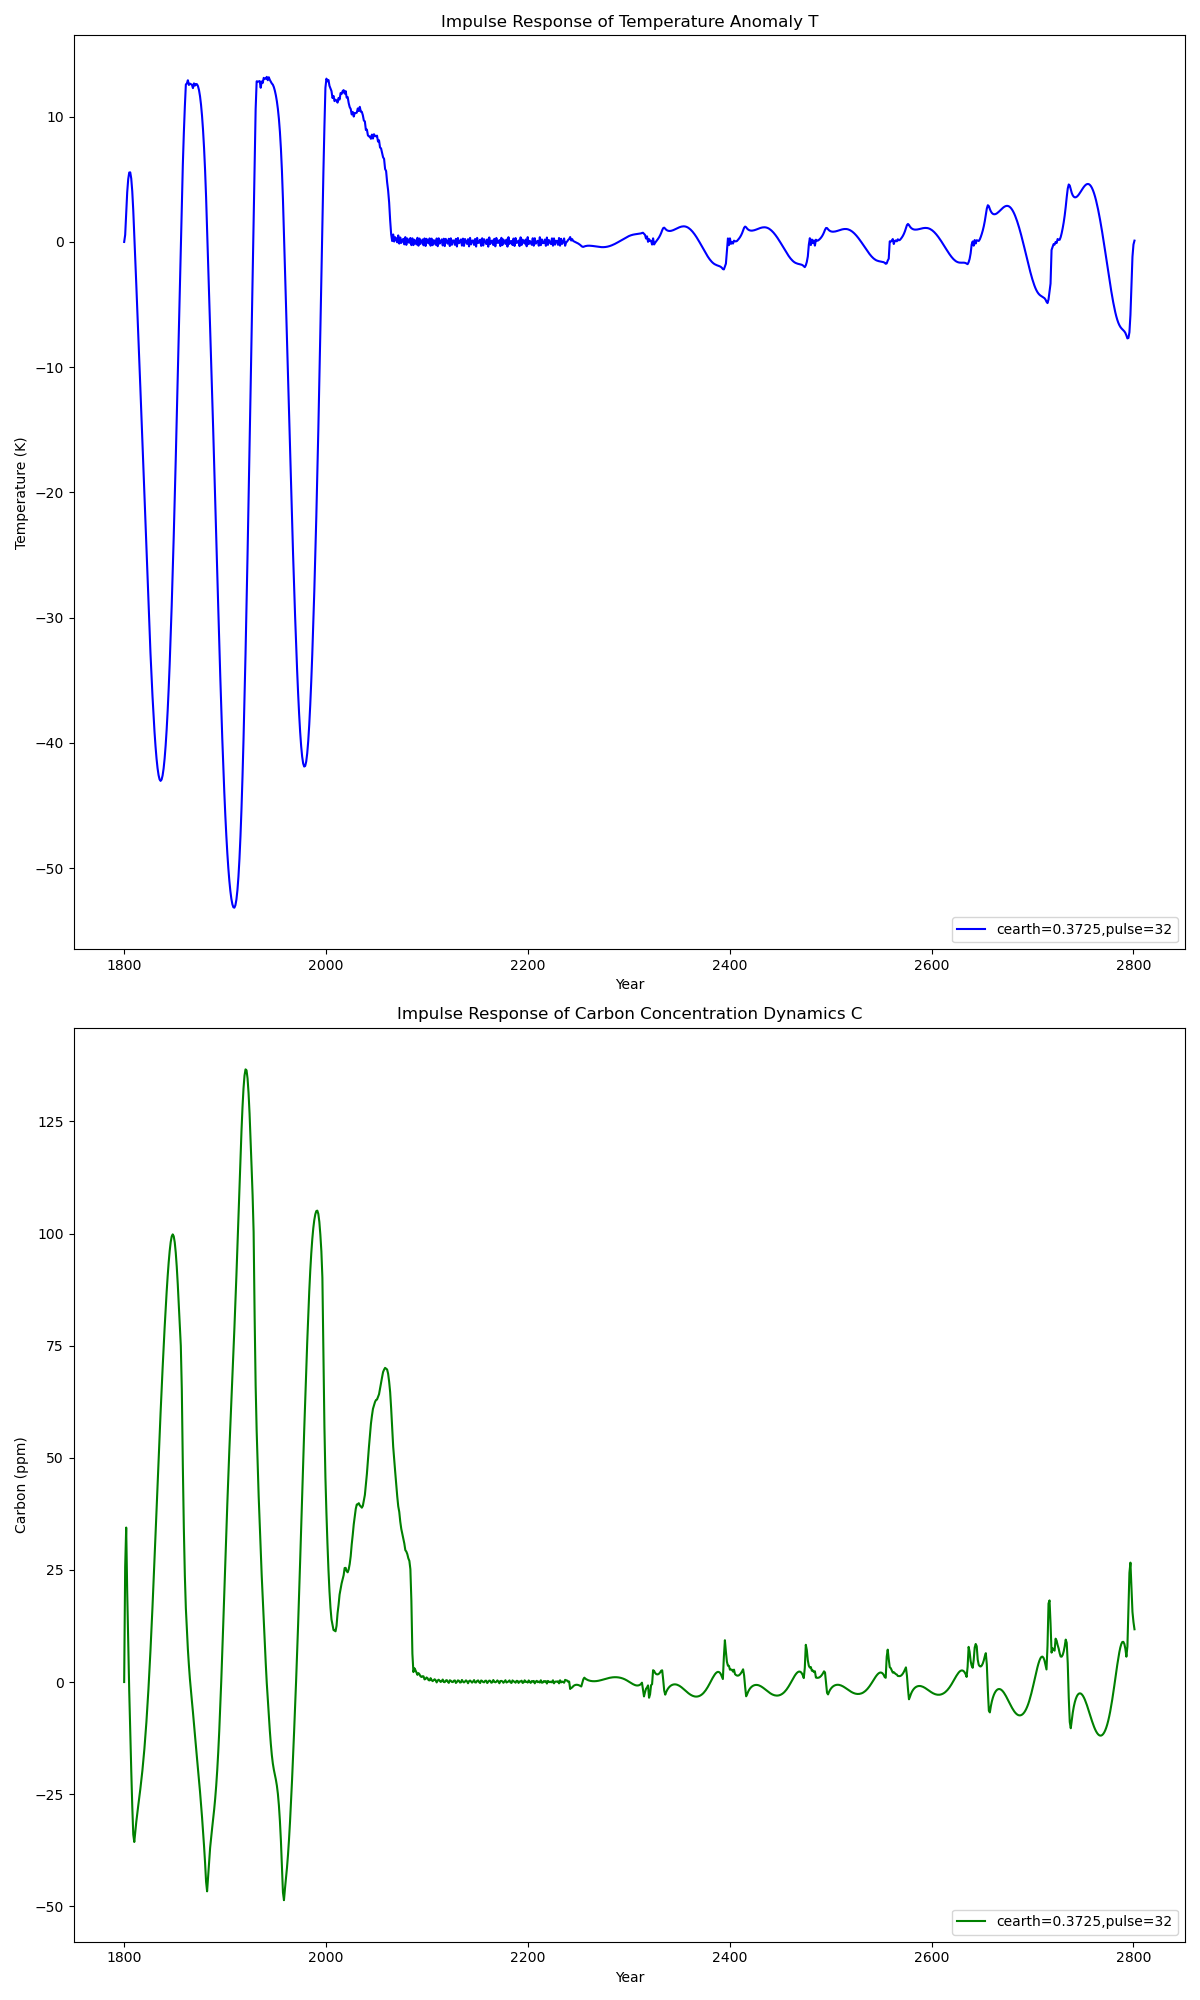 Impulse Response of Temperature Anomaly T
10
0
−10
−20
−30
−40
−50
Temperature (K)
cearth=0.3725,pulse=32
1800 2000 2200 2400 2600 2800
Year
Impulse Response of Carbon Concentration Dynamics C
125
100
75
50
25
0
−25
−50
Carbon (ppm)
cearth=0.3725,pulse=32
1800 2000 2200 2400 2600 2800
Year